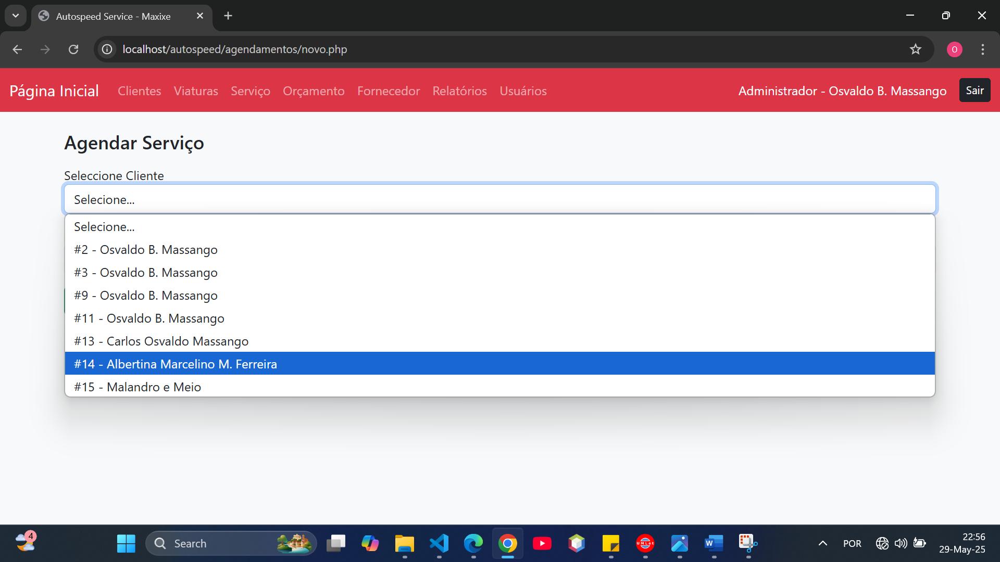 Autospeed Service - Maxixe
localhost/autospeed/agendamentos/novo.php
O
Página Inicial Clientes Viaturas Serviço Orçamento Fornecedor Relatórios Usuários Administrador - Osvaldo B. Massango Sair
Agendar Serviço
Seleccione Cliente
Selecione...
Selecione...
#2 - Osvaldo B. Massango
#3 - Osvaldo B. Massango
#9 - Osvaldo B. Massango
#11 - Osvaldo B. Massango
#13 - Carlos Osvaldo Massango
#14 - Albertina Marcelino M. Ferreira
#15 - Malandro e Meio
4
Search
UMLet
W
POR
22:56
29-May-25